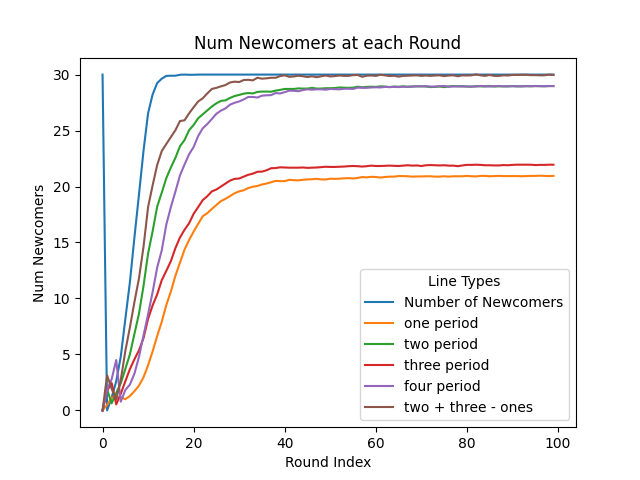 Num Newcomers at each Round
Num Newcomers
30
25
20
15
10
5
0
0 20 40 60 80 100
Round Index
Line Types
Number of Newcomers
one period
two period
three period
four period
two + three - ones